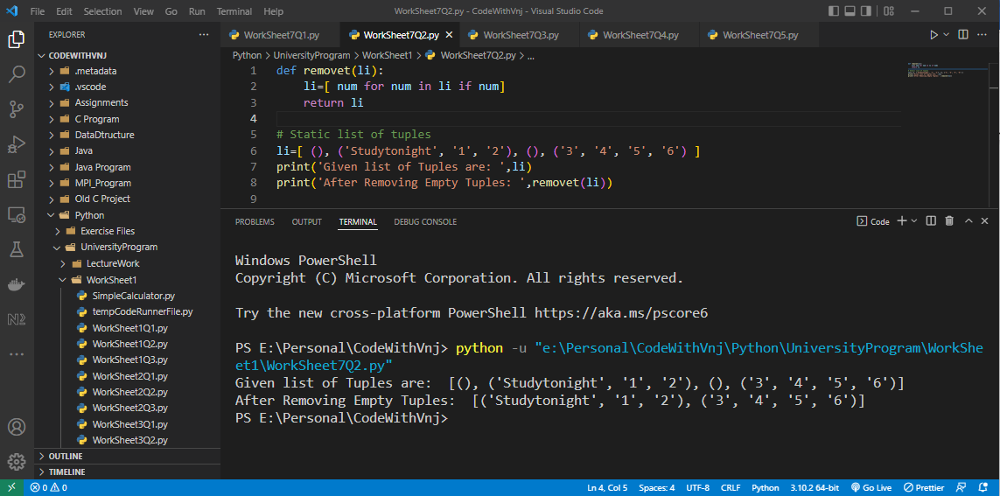 File Edit Selection View Go Run Terminal Help WorkSheet7Q2.py - CodeWithVnj - Visual Studio Code
EXPLORER ...
CODEWITHVNJ
.metadata
.vscode
Assignments
C Program
DataDtructure
Java
Java Program
MPI_Program
Old C Project
Python
Exercise Files
UniversityProgram
LectureWork
WorkSheet1
SimpleCalculator.py
tempCodeRunnerFile.py
WorkSheet1Q1.py
WorkSheet1Q2.py
WorkSheet1Q3.py
WorkSheet2Q1.py
WorkSheet2Q2.py
WorkSheet2Q3.py
WorkSheet3Q1.py
WorkSheet3Q2.py
OUTLINE
TIMELINE
WorkSheet7Q1.py WorkSheet7Q2.py WorkSheet7Q3.py WorkSheet7Q4.py WorkSheet7Q5.py
Python > UniversityProgram > WorkSheet1 > WorkSheet7Q2.py > ...
1 def removet(li):
2 li=[ num for num in li if num]
3 return li
4
5 # Static list of tuples
6 li=[ (), ('Studytonight', '1', '2'), (), ('3', '4', '5', '6') ]
7 print('Given list of Tuples are: ',li)
8 print('After Removing Empty Tuples: ',removet(li))
9
PROBLEMS OUTPUT TERMINAL DEBUG CONSOLE Code
Windows PowerShell
Copyright (C) Microsoft Corporation. All rights reserved.
Try the new cross-platform PowerShell https://aka.ms/pscore6
PS E:\Personal\CodeWithVnj> python -u "e:\Personal\CodeWithVnj\Python\UniversityProgram\WorkShe
et1\WorkSheet7Q2.py"
Given list of Tuples are:  [(), ('Studytonight', '1', '2'), (), ('3', '4', '5', '6')]
After Removing Empty Tuples:  [('Studytonight', '1', '2'), ('3', '4', '5', '6')]
PS E:\Personal\CodeWithVnj>
0 0 Ln 4, Col 5 Spaces: 4 UTF-8 CRLF Python 3.10.2 64-bit Go Live Prettier